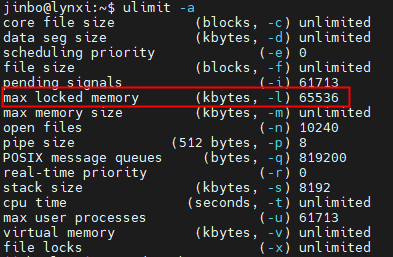 jinbo@lynxi:~$ ulimit -a
core file size          (blocks, -c) unlimited
data seg size           (kbytes, -d) unlimited
scheduling priority             (-e) 0
file size               (blocks, -f) unlimited
pending signals                 (-i) 61713
max locked memory       (kbytes, -l) 65536
max memory size         (kbytes, -m) unlimited
open files                      (-n) 10240
pipe size            (512 bytes, -p) 8
POSIX message queues     (bytes, -q) 819200
real-time priority              (-r) 0
stack size              (kbytes, -s) 8192
cpu time               (seconds, -t) unlimited
max user processes              (-u) 61713
virtual memory          (kbytes, -v) unlimited
file locks                      (-x) unlimited